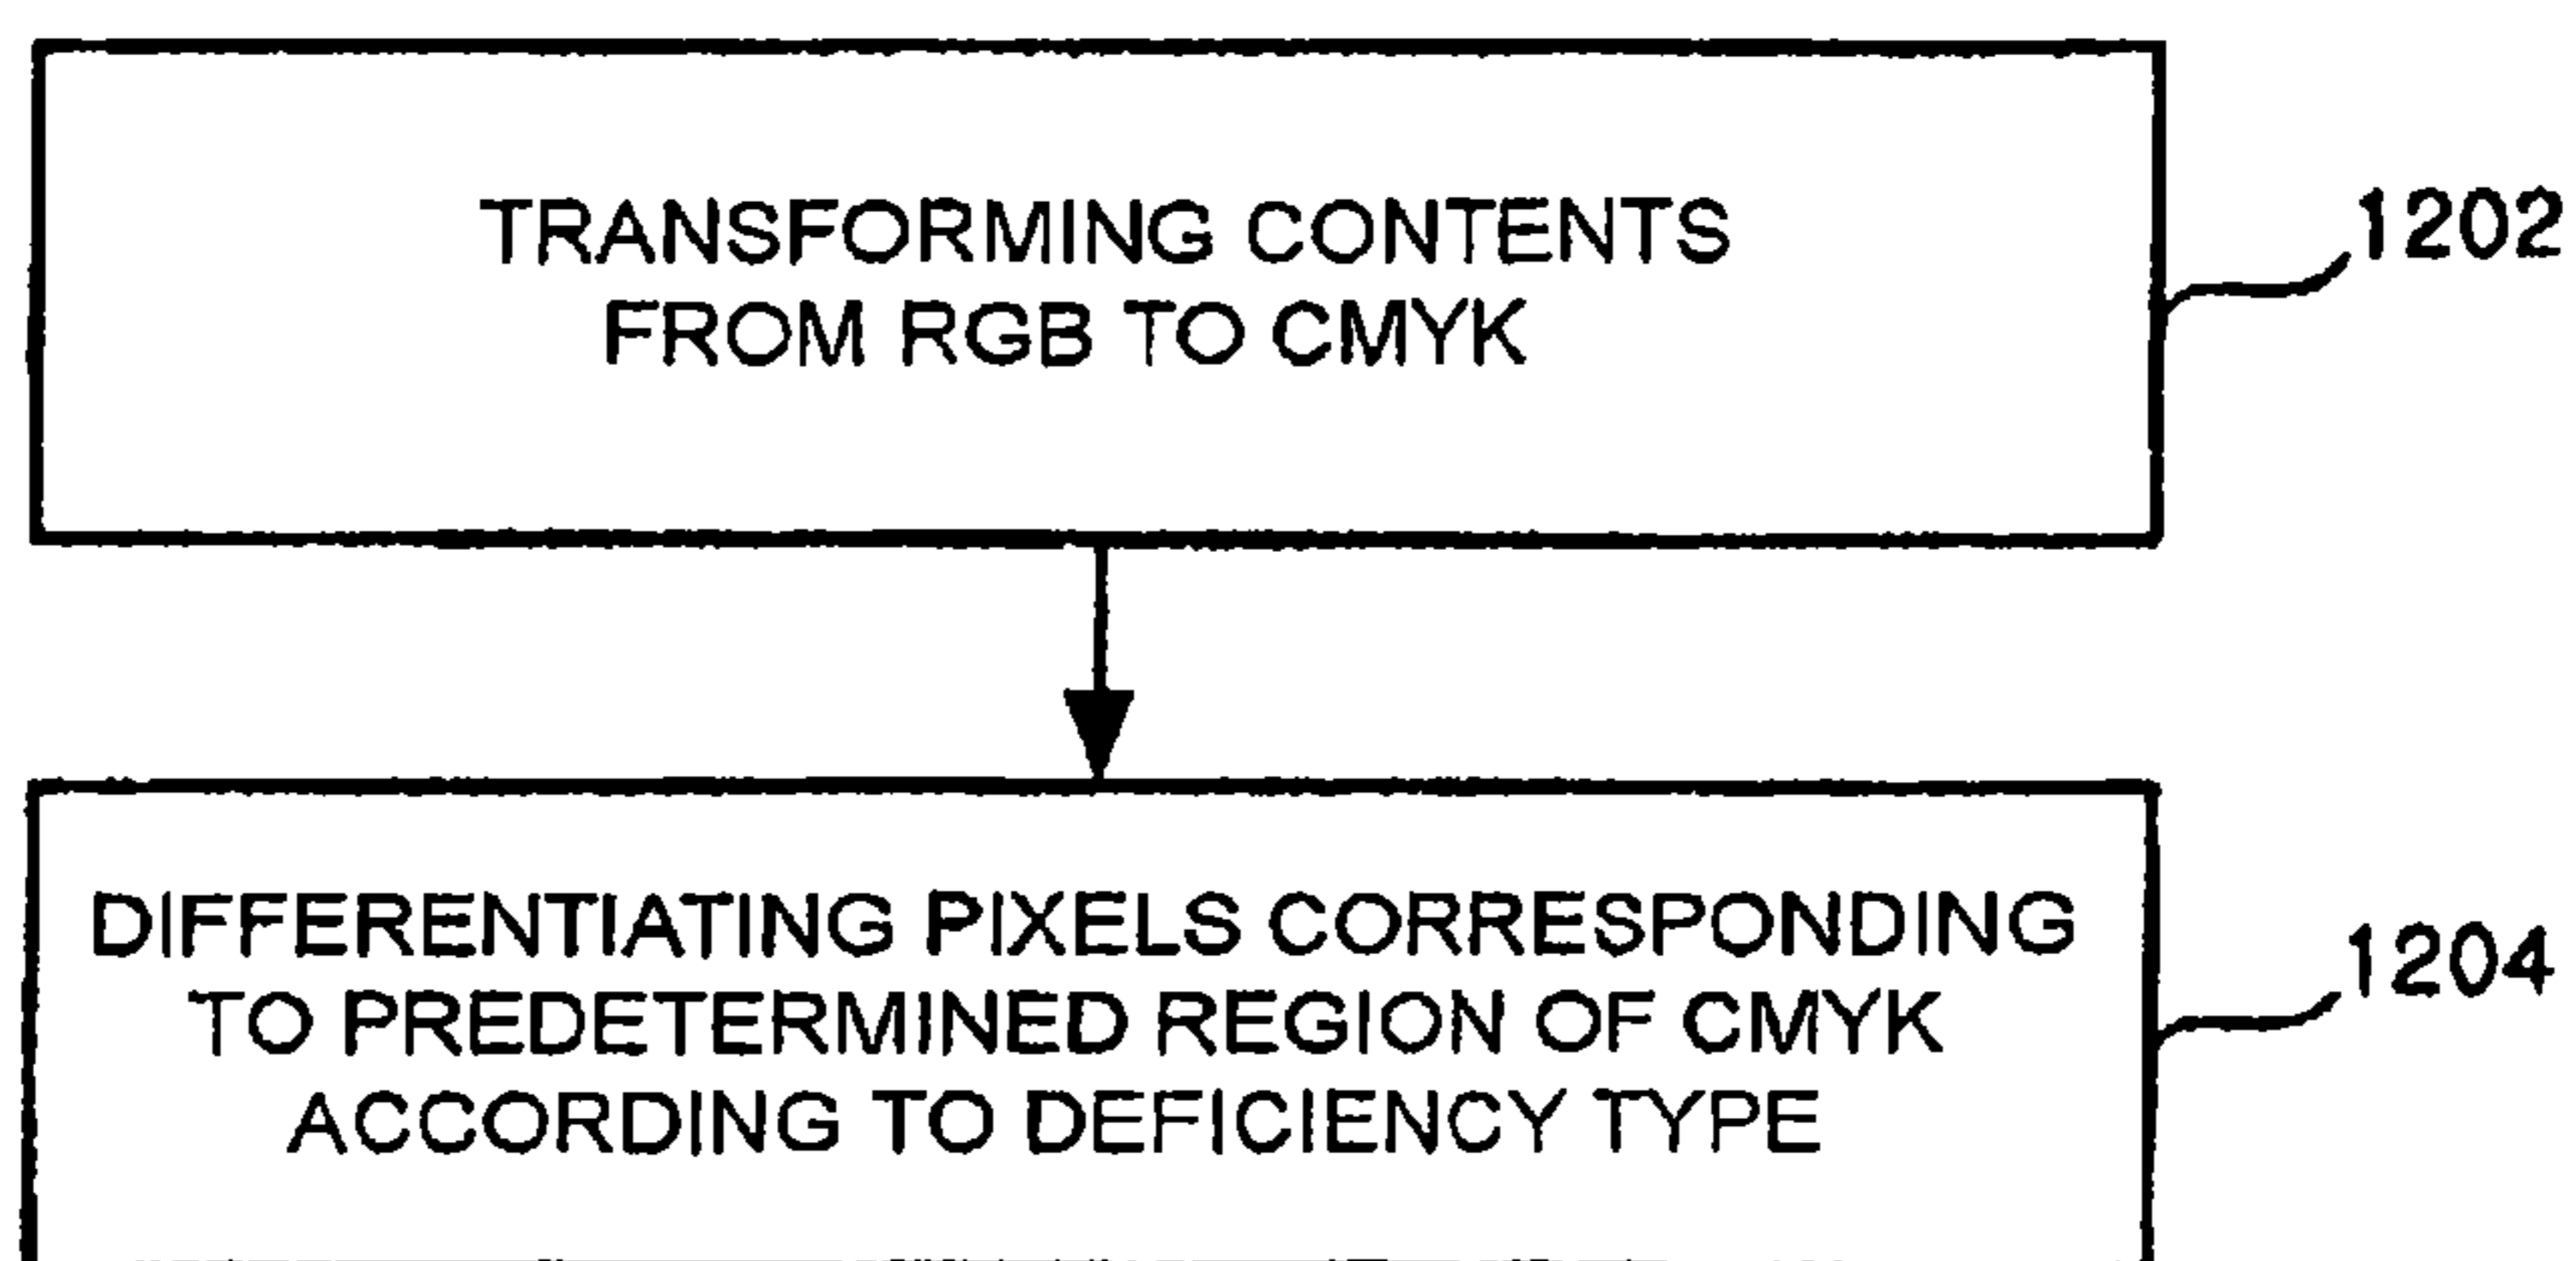 TRANSFORMING CONTENTS
FROM RGB TO CMYK
1202
DIFFERENTIATING PIXELS CORRESPONDING
TO PREDETERMINED REGION OF CMYK
ACCORDING TO DEFICIENCY TYPE
1204